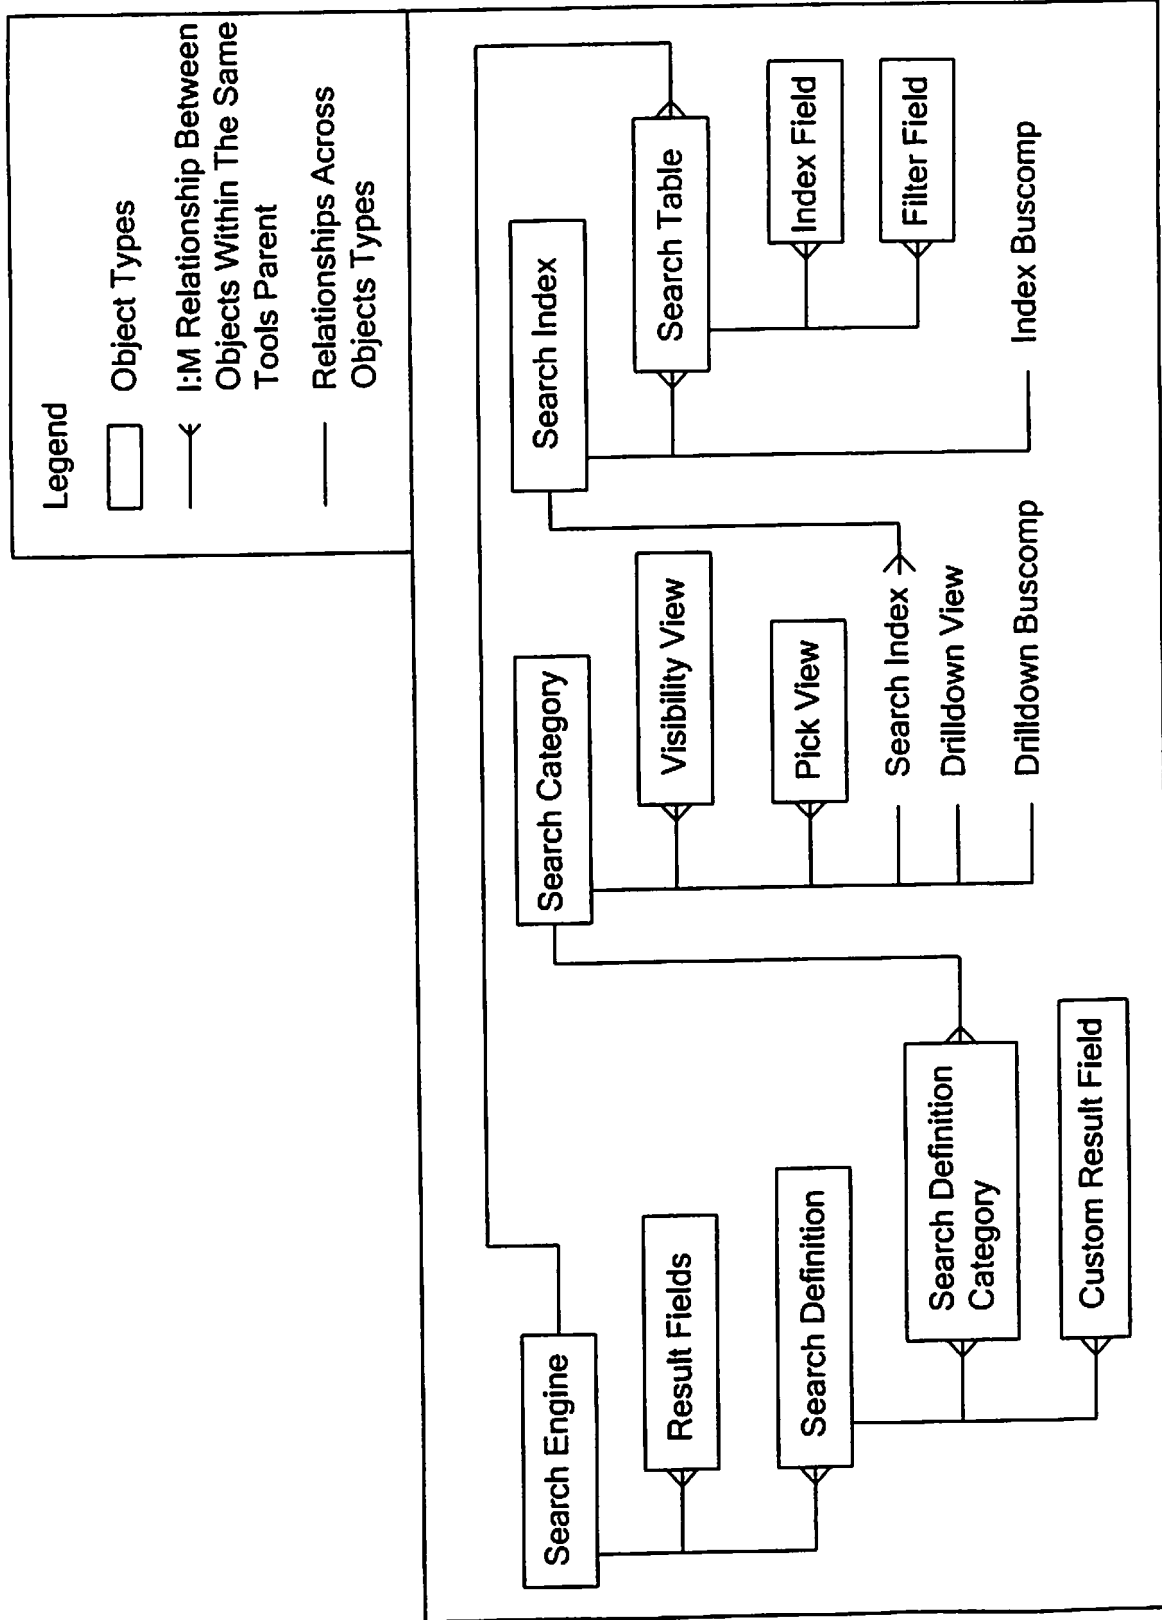 Legend
Object Types
I:M Relationship Between
Objects Within The Same
Tools Parent
Relationships Across
Objects Types
Search Engine
Result Fields
Search Definition
Search Definition
Category
Custom Result Field
Search Category
Visibility View
Pick View
Search Index
Drilldown View
Drilldown Buscomp
Search Index
Search Table
Index Field
Filter Field
Index Buscomp